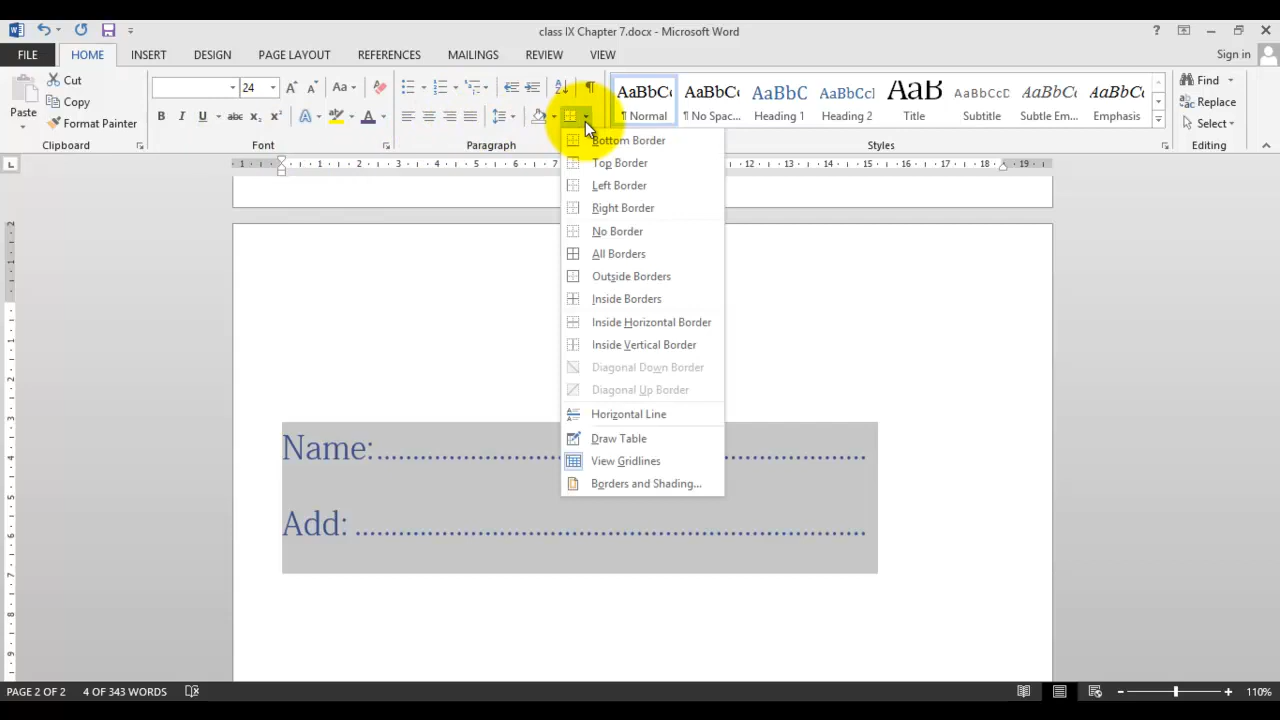 class IX Chapter 7.docx - Microsoft Word
?
Sign in
FILE HOME INSERT DESIGN PAGE LAYOUT REFERENCES MAILINGS REVIEW VIEW
Paste
Cut
Copy
Format Painter
Clipboard
24
Aa
B I U abc x₂ x²
Font
Paragraph
AaBbCc ¶ Normal
AaBbCc ¶ No Spac...
AaBbC Heading 1
AaBbCcI Heading 2
AaB Title
AaBbCcD Subtitle
AaBbCc Subtle Em...
AaBbCc Emphasis
Styles
Find
Replace
Select
Editing
Bottom Border
Top Border
Left Border
Right Border
No Border
All Borders
Outside Borders
Inside Borders
Inside Horizontal Border
Inside Vertical Border
Diagonal Down Border
Diagonal Up Border
Horizontal Line
Draw Table
View Gridlines
Borders and Shading...
Name:..................................................................
Add: .....................................................................
PAGE 2 OF 2 4 OF 343 WORDS
110%